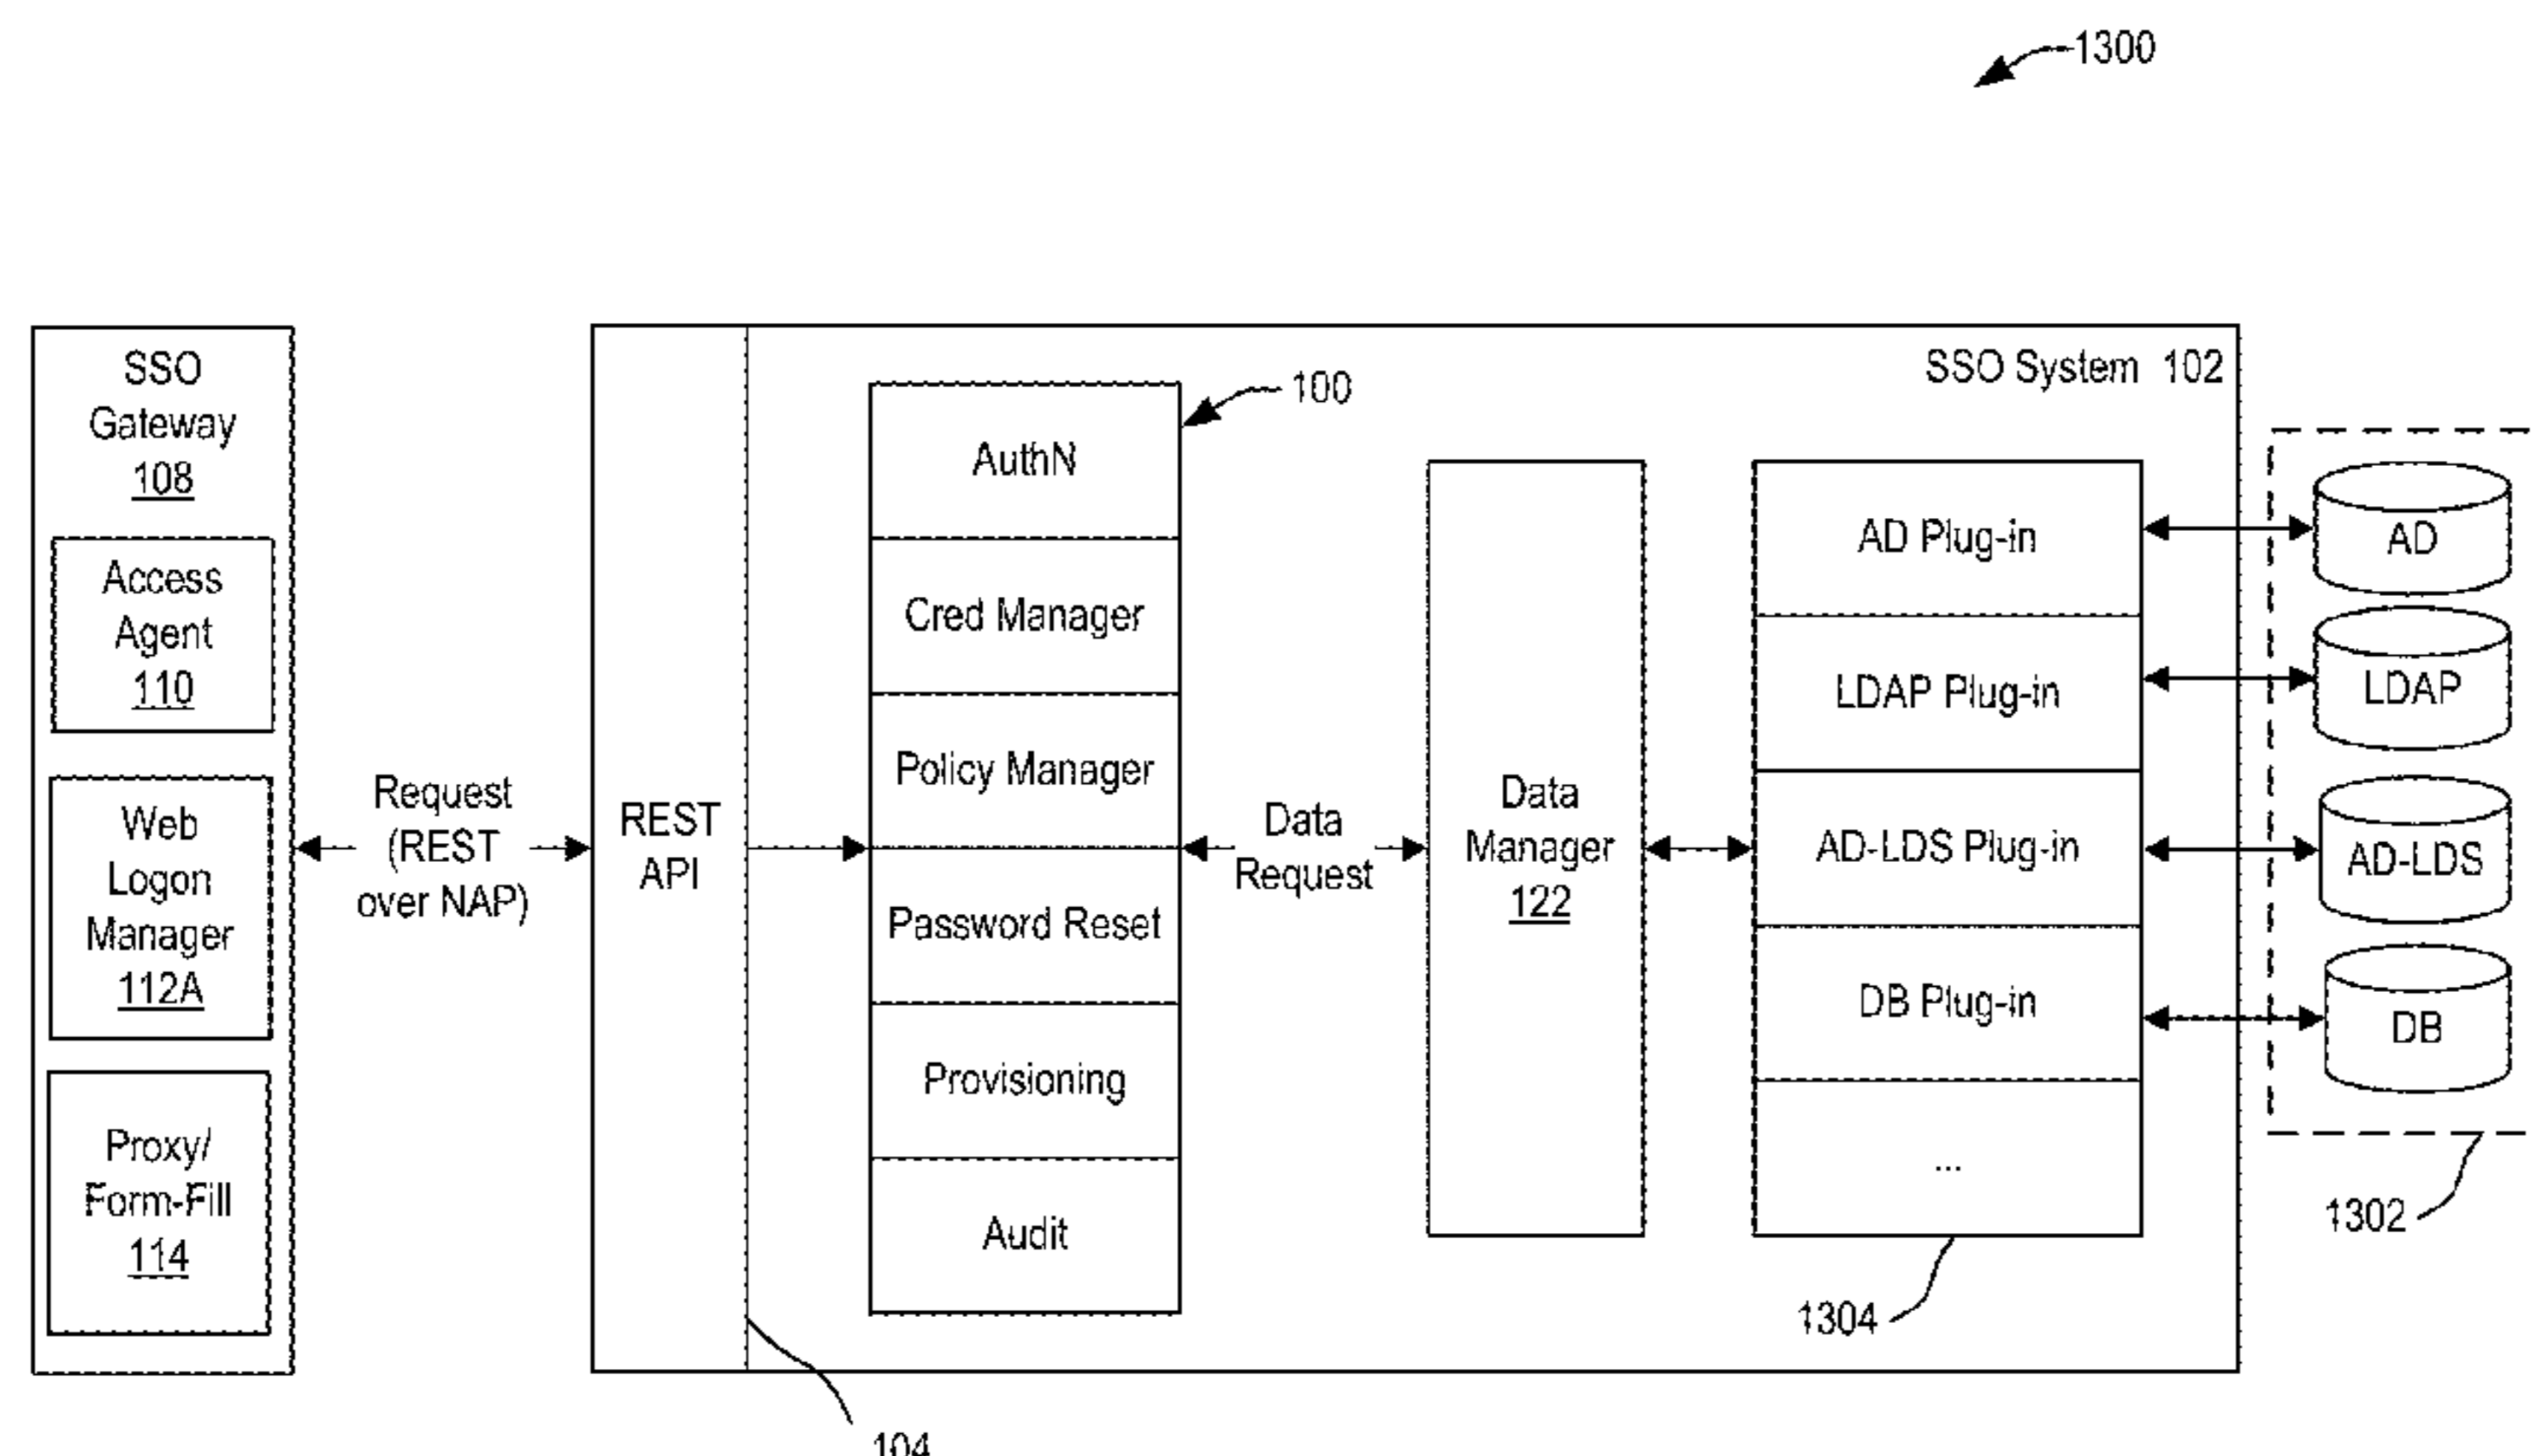 1300
SSO
Gateway
108
Access
Agent
110
Web
Logon
Manager
112A
Proxy/
Form-Fill
114
Request
(REST
over NAP)
REST
API
104
SSO System 102
100
AuthN
Cred Manager
Policy Manager
Password Reset
Provisioning
Audit
Data
Request
Data
Manager
122
AD Plug-in
LDAP Plug-in
AD-LDS Plug-in
DB Plug-in
...
1304
AD
LDAP
AD-LDS
DB
1302